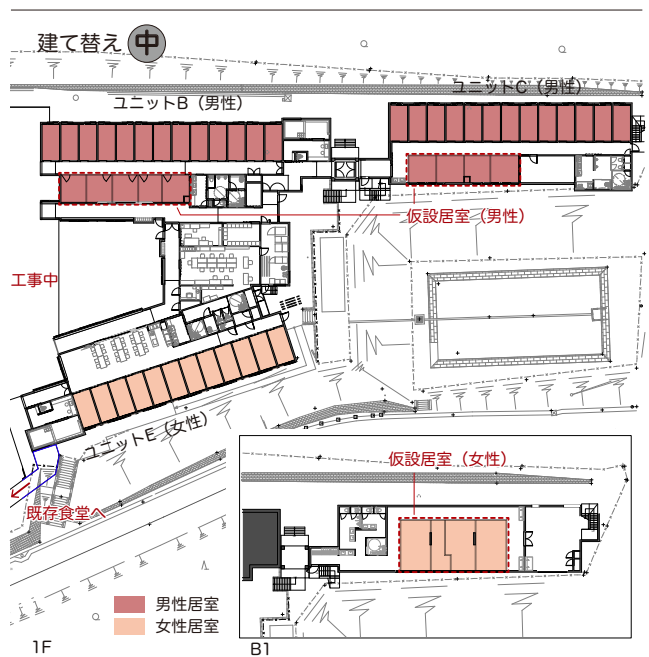 建て替え 中
ユニットB（男性）
ユニットC（男性）
仮設居室（男性）
工事中
ユニットE（女性）
仮設居室（女性）
既存食堂へ
男性居室
女性居室
1F
B1